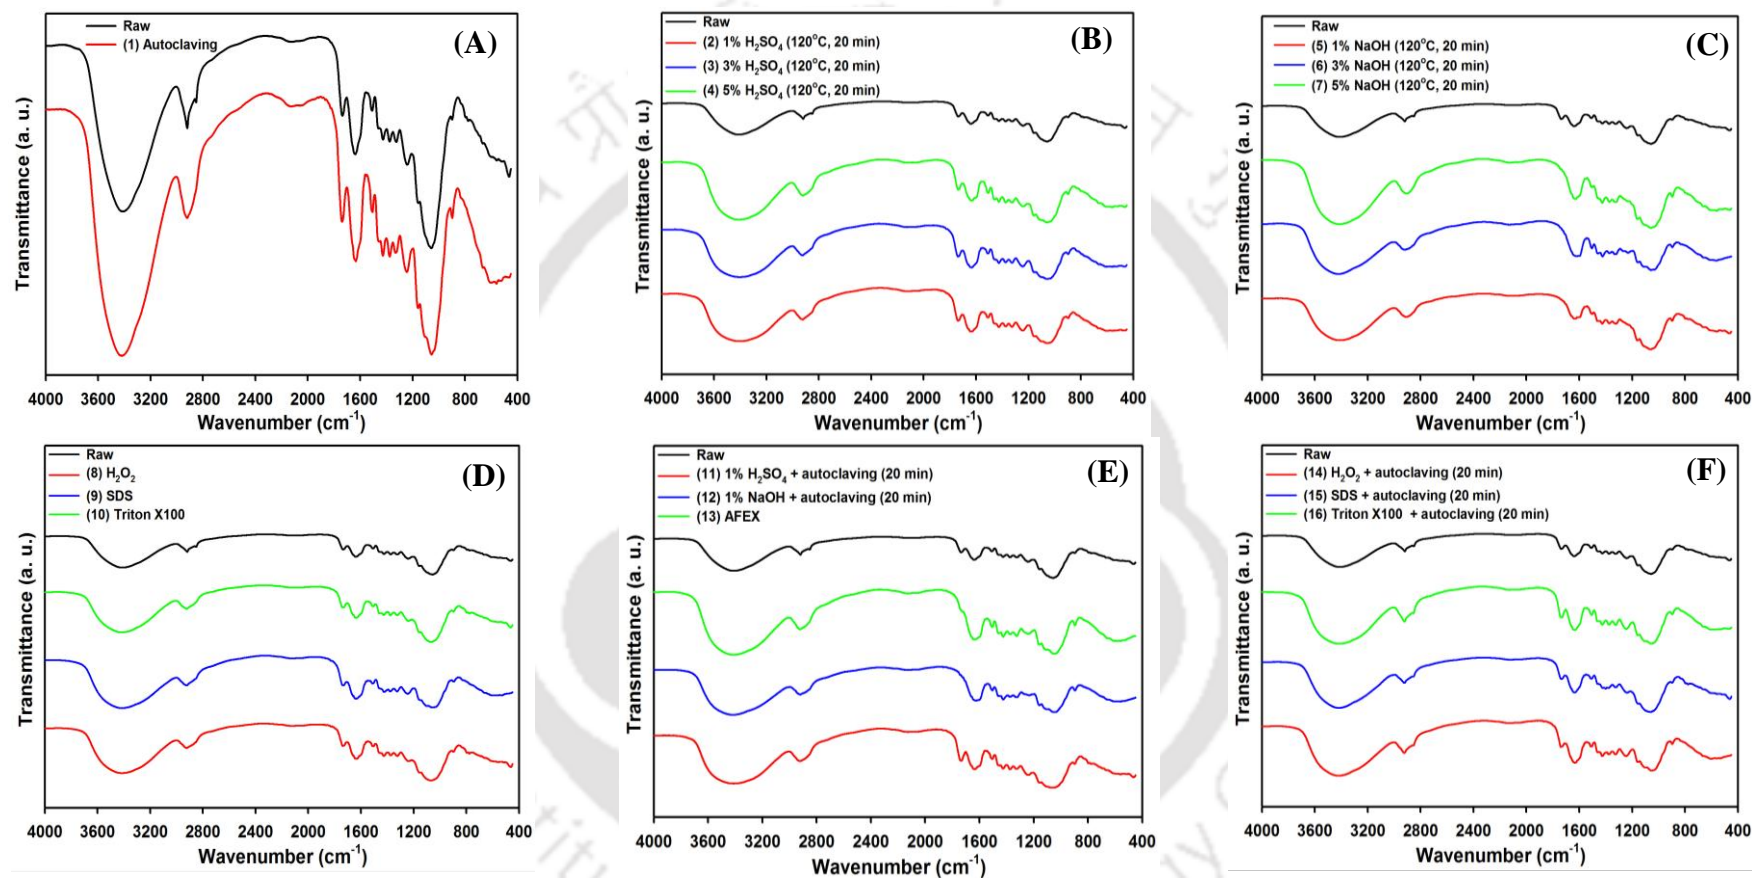 Raw
(1) Autoclaving
(A)
Transmittance (a. u.)
4000 3600 3200 2800 2400 2000 1600 1200 800 400
Wavenumber (cm⁻¹)
Raw
(2) 1% H₂SO₄ (120°C, 20 min)
(3) 3% H₂SO₄ (120°C, 20 min)
(4) 5% H₂SO₄ (120°C, 20 min)
(B)
Transmittance (a. u.)
4000 3600 3200 2800 2400 2000 1600 1200 800 400
Wavenumber (cm⁻¹)
Raw
(5) 1% NaOH (120°C, 20 min)
(6) 3% NaOH (120°C, 20 min)
(7) 5% NaOH (120°C, 20 min)
(C)
Transmittance (a. u.)
4000 3600 3200 2800 2400 2000 1600 1200 800 400
Wavenumber (cm⁻¹)
Raw
(8) H₂O₂
(9) SDS
(10) Triton X100
(D)
Transmittance (a. u.)
4000 3600 3200 2800 2400 2000 1600 1200 800 400
Wavenumber (cm⁻¹)
Raw
(11) 1% H₂SO₄ + autoclaving (20 min)
(12) 1% NaOH + autoclaving (20 min)
(13) AFEX
(E)
Transmittance (a. u.)
4000 3600 3200 2800 2400 2000 1600 1200 800 400
Wavenumber (cm⁻¹)
Raw
(14) H₂O₂ + autoclaving (20 min)
(15) SDS + autoclaving (20 min)
(16) Triton X100 + autoclaving (20 min)
(F)
Transmittance (a. u.)
4000 3600 3200 2800 2400 2000 1600 1200 800 400
Wavenumber (cm⁻¹)